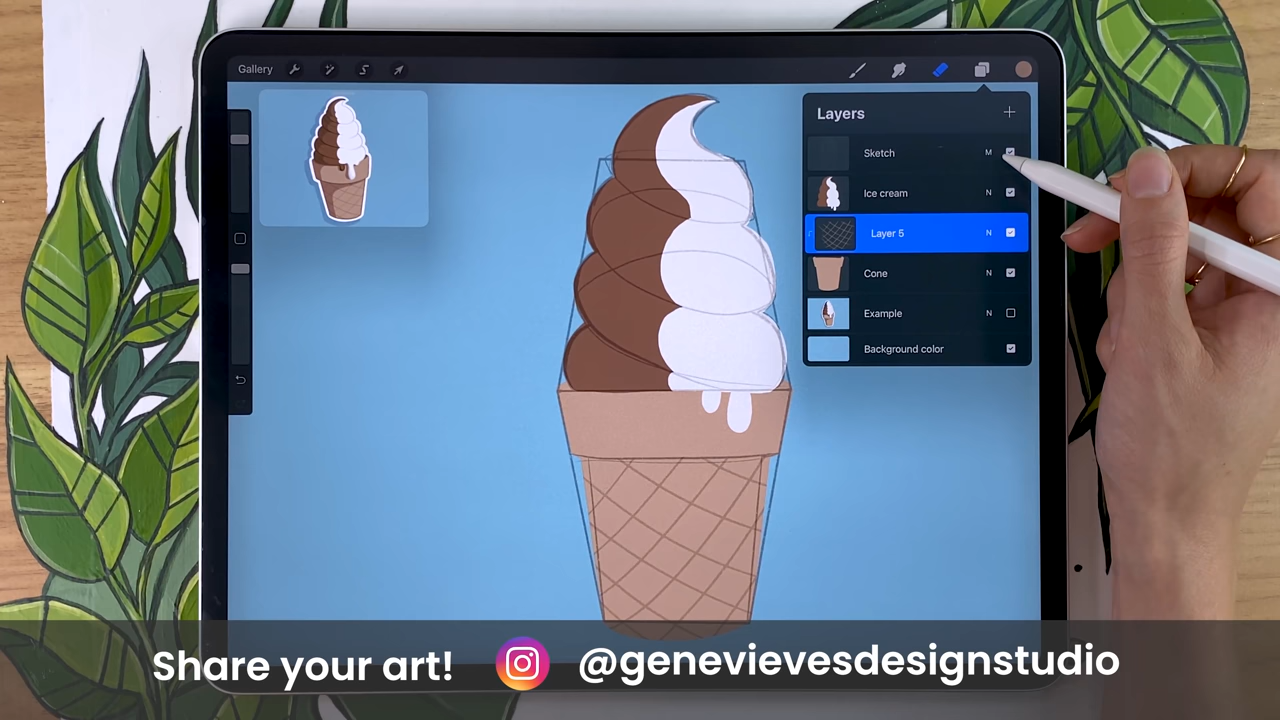 Gallery
Layers
Sketch M
Ice cream N
Layer 5 N
Cone N
Example N
Background color
Share your art! @genevievesdesignstudio